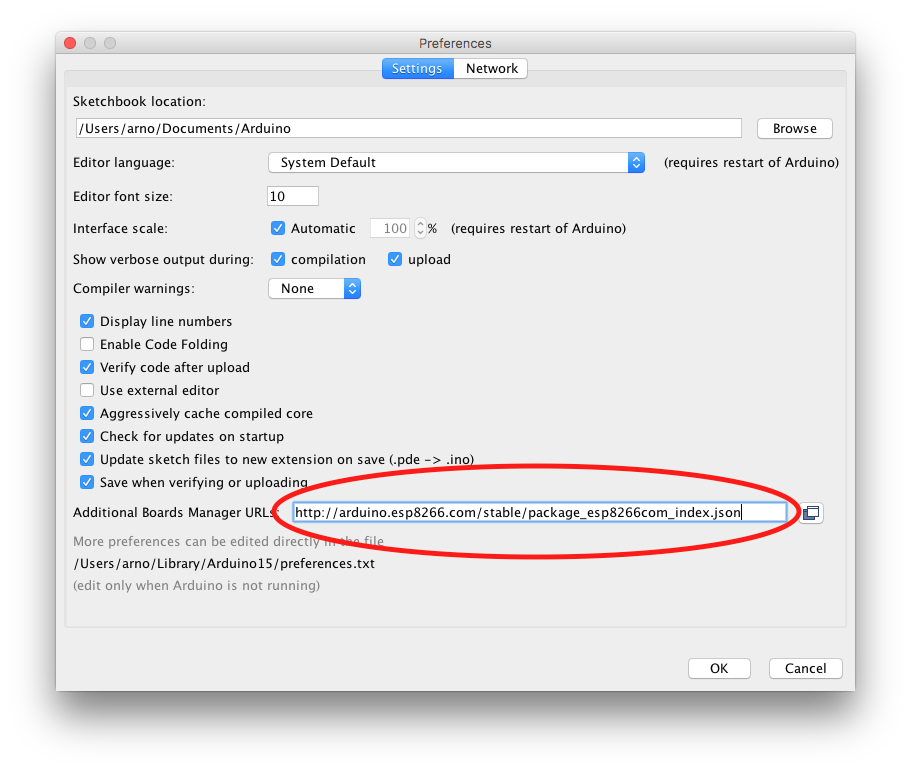 Preferences
Settings Network
Sketchbook location:
/Users/arno/Documents/Arduino Browse
Editor language: System Default (requires restart of Arduino)
Editor font size: 10
Interface scale: Automatic 100 % (requires restart of Arduino)
Show verbose output during: compilation upload
Compiler warnings: None
Display line numbers
Enable Code Folding
Verify code after upload
Use external editor
Aggressively cache compiled core
Check for updates on startup
Update sketch files to new extension on save (.pde -> .ino)
Save when verifying or uploading
Additional Boards Manager URLs: http://arduino.esp8266.com/stable/package_esp8266com_index.json
More preferences can be edited directly in the file
/Users/arno/Library/Arduino15/preferences.txt
(edit only when Arduino is not running)
OK Cancel